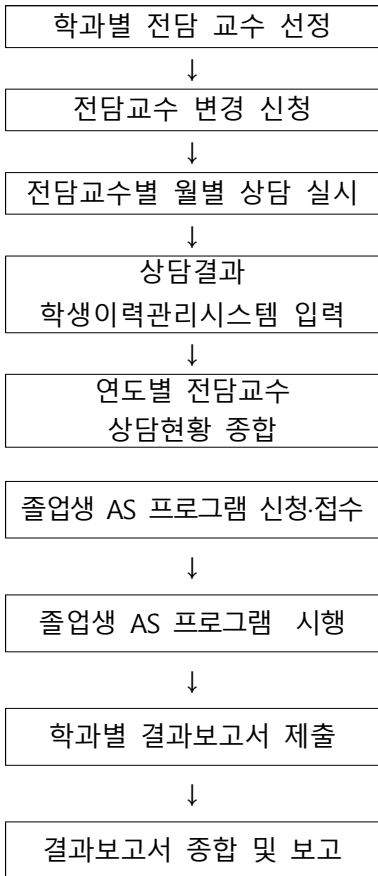 학과별 전담 교수 선정
↓
전담교수 변경 신청
↓
전담교수별 월별 상담 실시
↓
상담결과
학생이력관리시스템 입력
↓
연도별 전담교수
상담현황 종합
졸업생 AS 프로그램 신청·접수
↓
졸업생 AS 프로그램 시행
↓
학과별 결과보고서 제출
↓
결과보고서 종합 및 보고